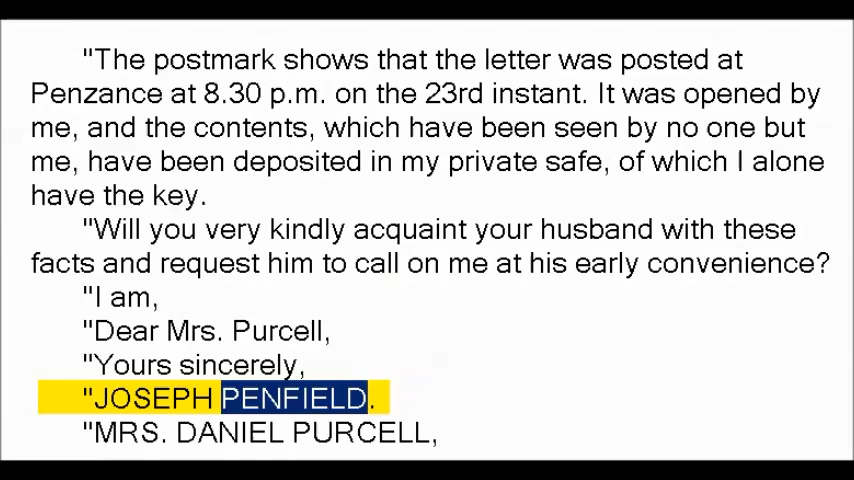 "The postmark shows that the letter was posted at
Penzance at 8.30 p.m. on the 23rd instant. It was opened by
me, and the contents, which have been seen by no one but
me, have been deposited in my private safe, of which I alone
have the key.
"Will you very kindly acquaint your husband with these
facts and request him to call on me at his early convenience?
"I am,
"Dear Mrs. Purcell,
"Yours sincerely,
"JOSEPH PENFIELD.
"MRS. DANIEL PURCELL,